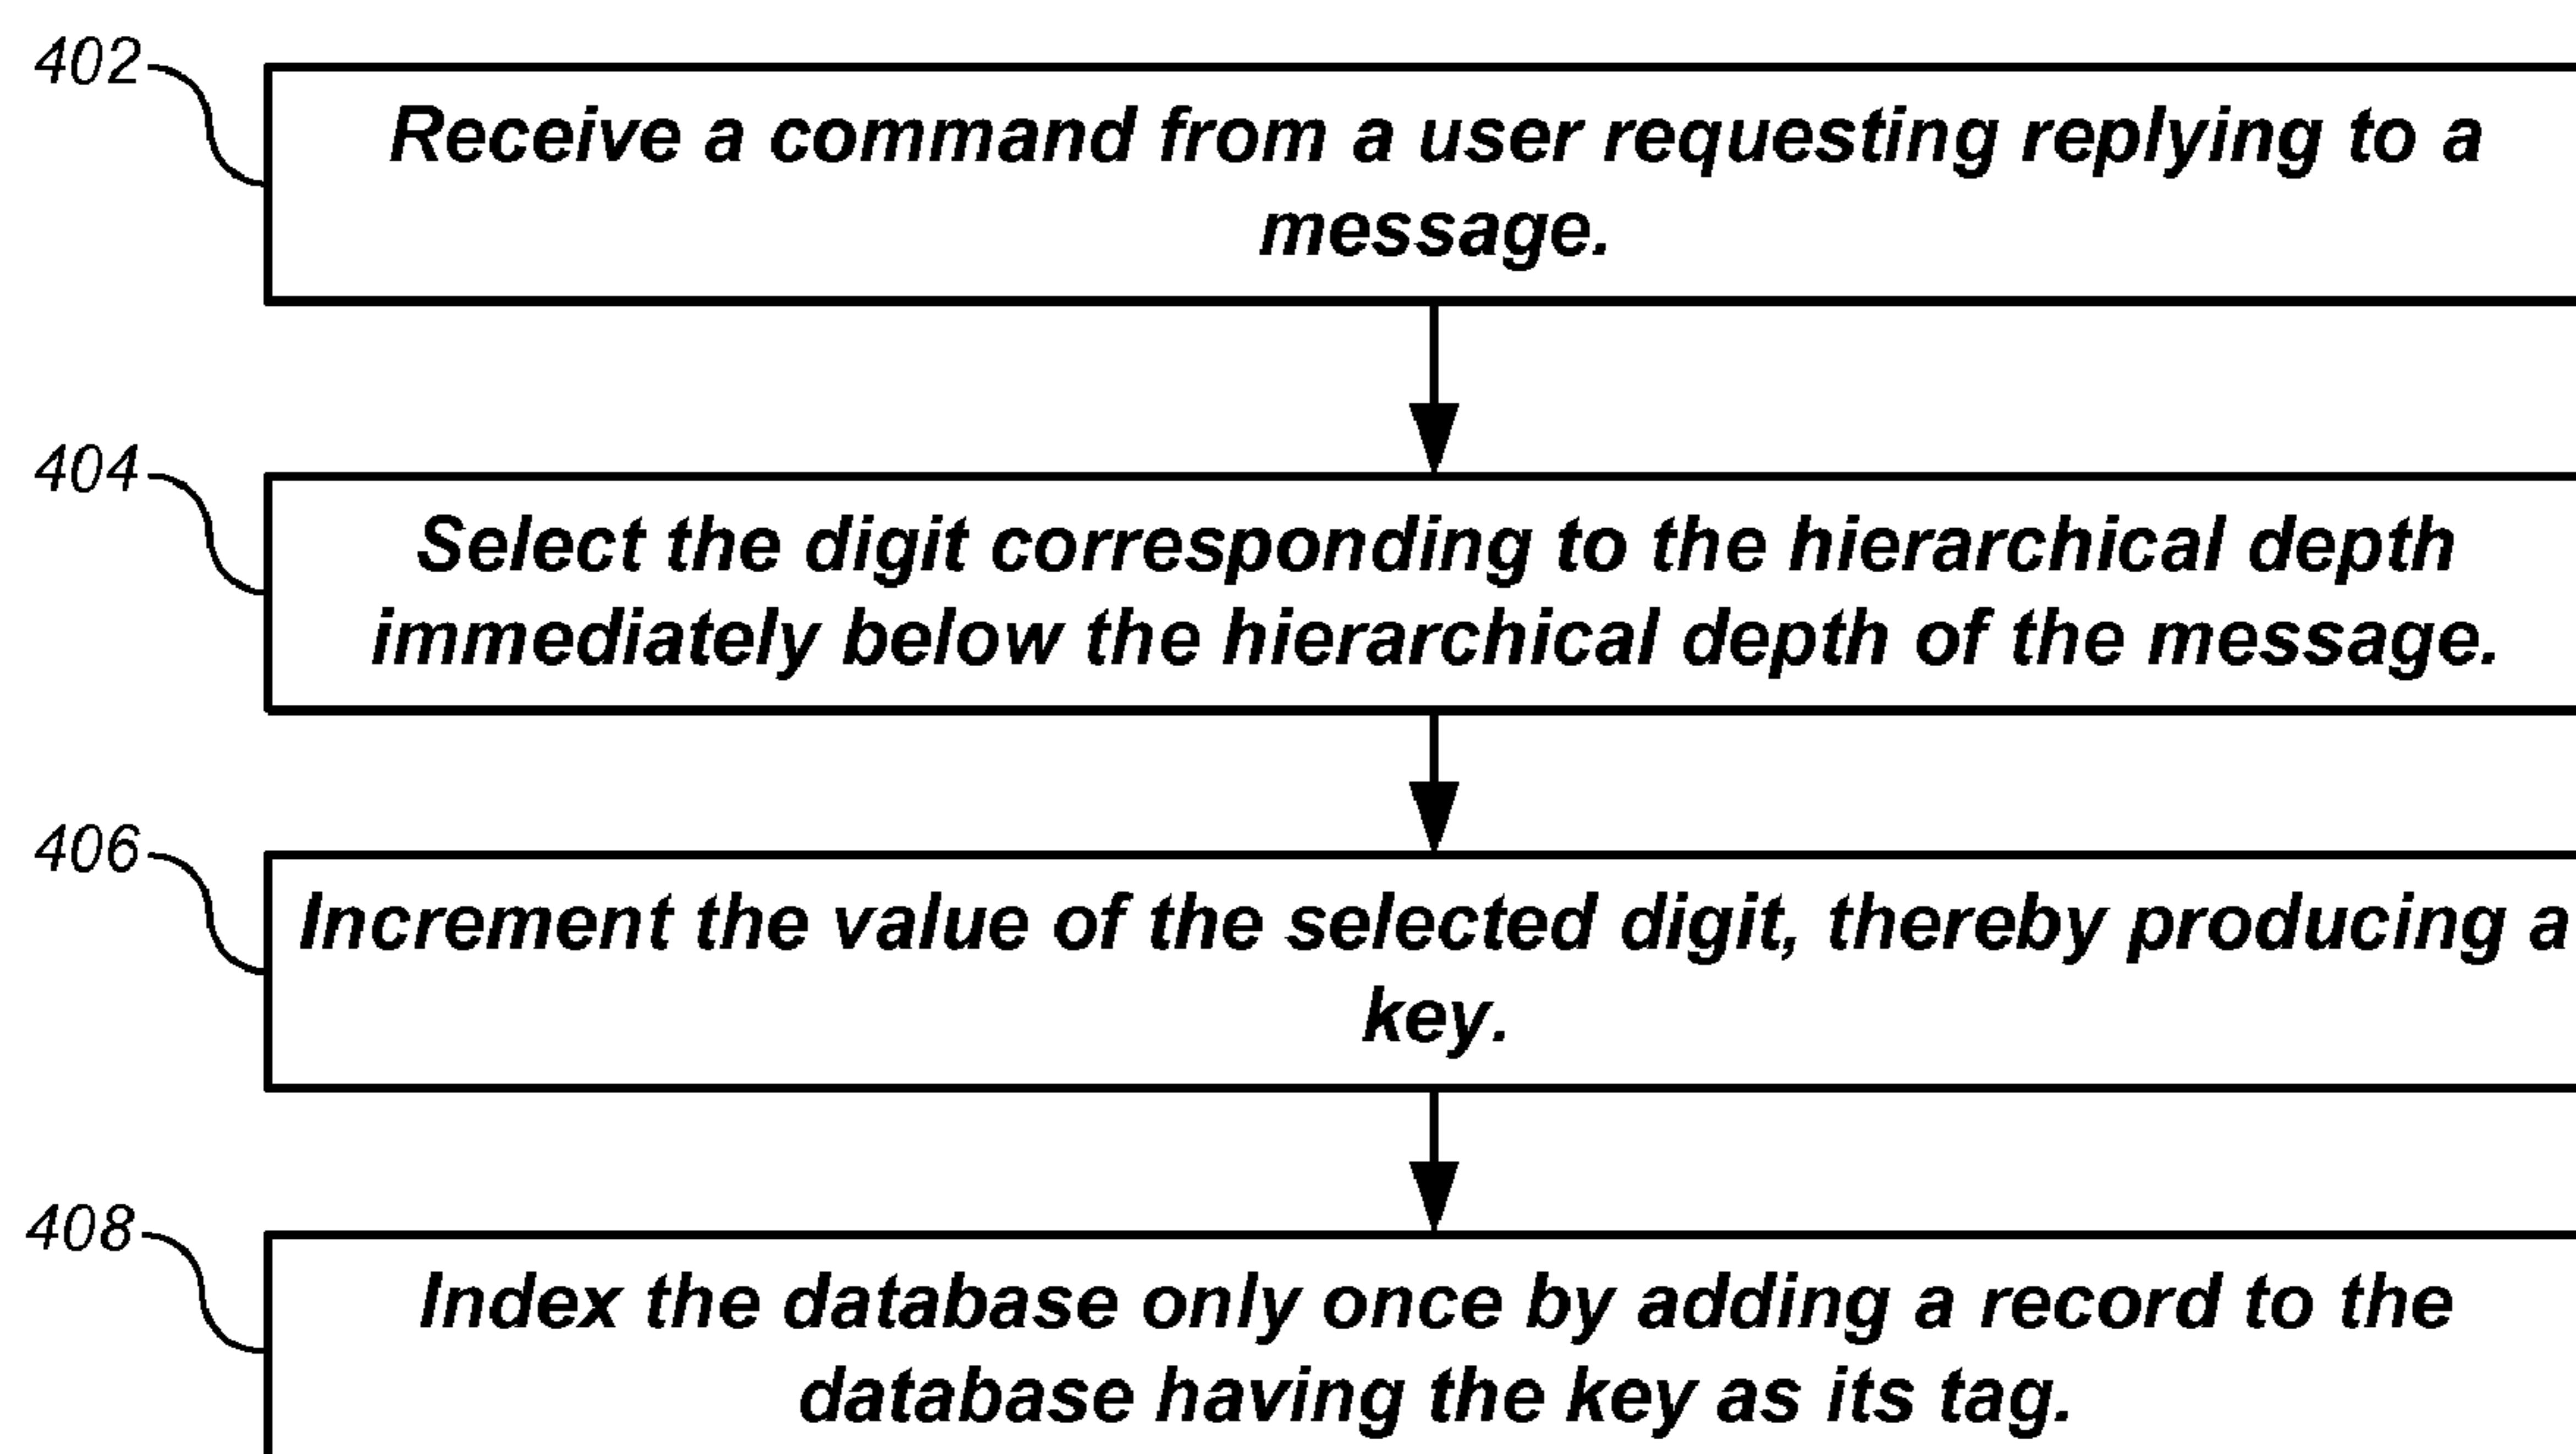 402
Receive a command from a user requesting replying to a
message.
404
Select the digit corresponding to the hierarchical depth
immediately below the hierarchical depth of the message.
406
Increment the value of the selected digit, thereby producing a
key.
408
Index the database only once by adding a record to the
database having the key as its tag.